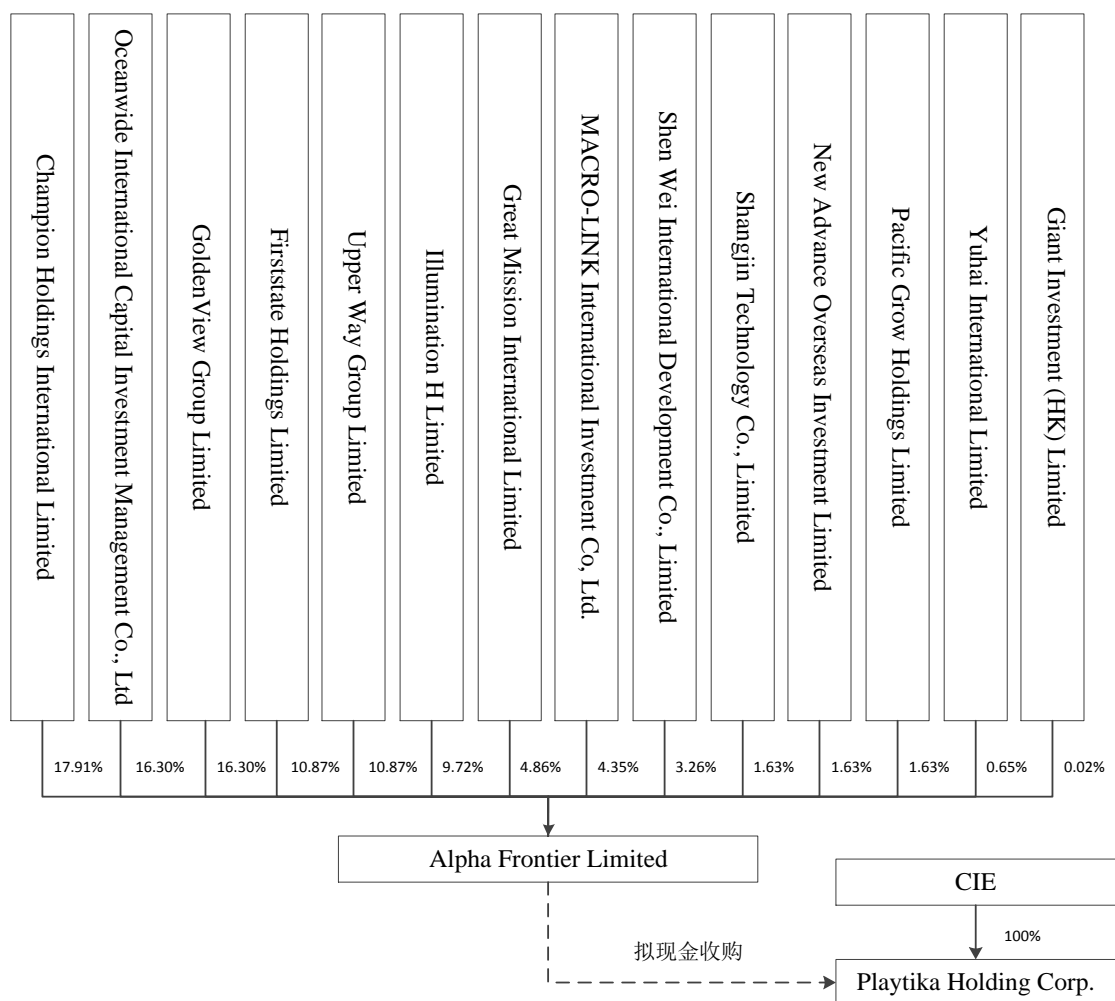 Champion Holdings International Limited
Oceanwide International Capital Investment Management Co., Ltd
GoldenView Group Limited
Firststate Holdings Limited
Upper Way Group Limited
Illumination H Limited
Great Mission International Limited
MACRO-LINK International Investment Co, Ltd.
Shen Wei International Development Co., Limited
Shangjin Technology Co., Limited
New Advance Overseas Investment Limited
Pacific Grow Holdings Limited
Yuhai International Limited
Giant Investment (HK) Limited
17.91%
16.30%
16.30%
10.87%
10.87%
9.72%
4.86%
4.35%
3.26%
1.63%
1.63%
1.63%
0.65%
0.02%
Alpha Frontier Limited
CIE
100%
拟现金收购
Playtika Holding Corp.